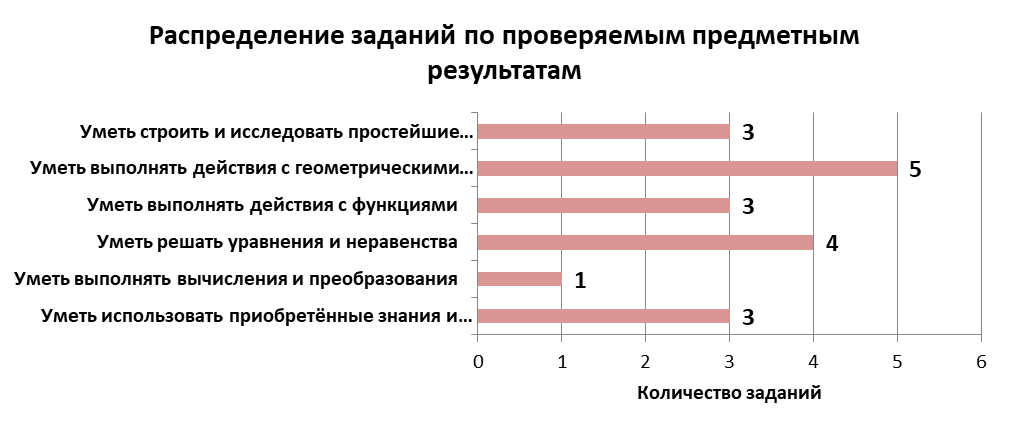 Распределение заданий по проверяемым предметным
результатам
Уметь строить и исследовать простейшие... 3
Уметь выполнять действия с геометрическими... 5
Уметь выполнять действия с функциями 3
Уметь решать уравнения и неравенства 4
Уметь выполнять вычисления и преобразования 1
Уметь использовать приобретённые знания и... 3
0 1 2 3 4 5 6
Количество заданий